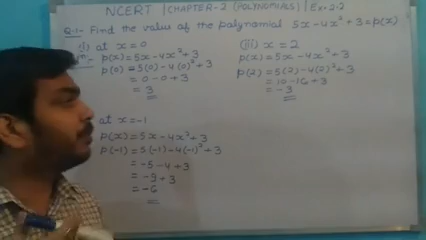 NCERT | CHAPTER-2 (POLYNOMIALS) | Ex-2.2
Q.1- Find the value of the polynomial 5x-4x²+3=p(x)
(i) at x=0
p(x)=5x-4x²+3
p(0)=5(0)-4(0)²+3
=0-0+3
=3
at x=-1
p(x)=5x-4x²+3
p(-1)=5(-1)-4(-1)²+3
=-5-4+3
=-9+3
=-6
(iii) x=2
p(x)=5x-4x²+3
p(2)=5(2)-4(2)²+3
=10-16+3
=-3